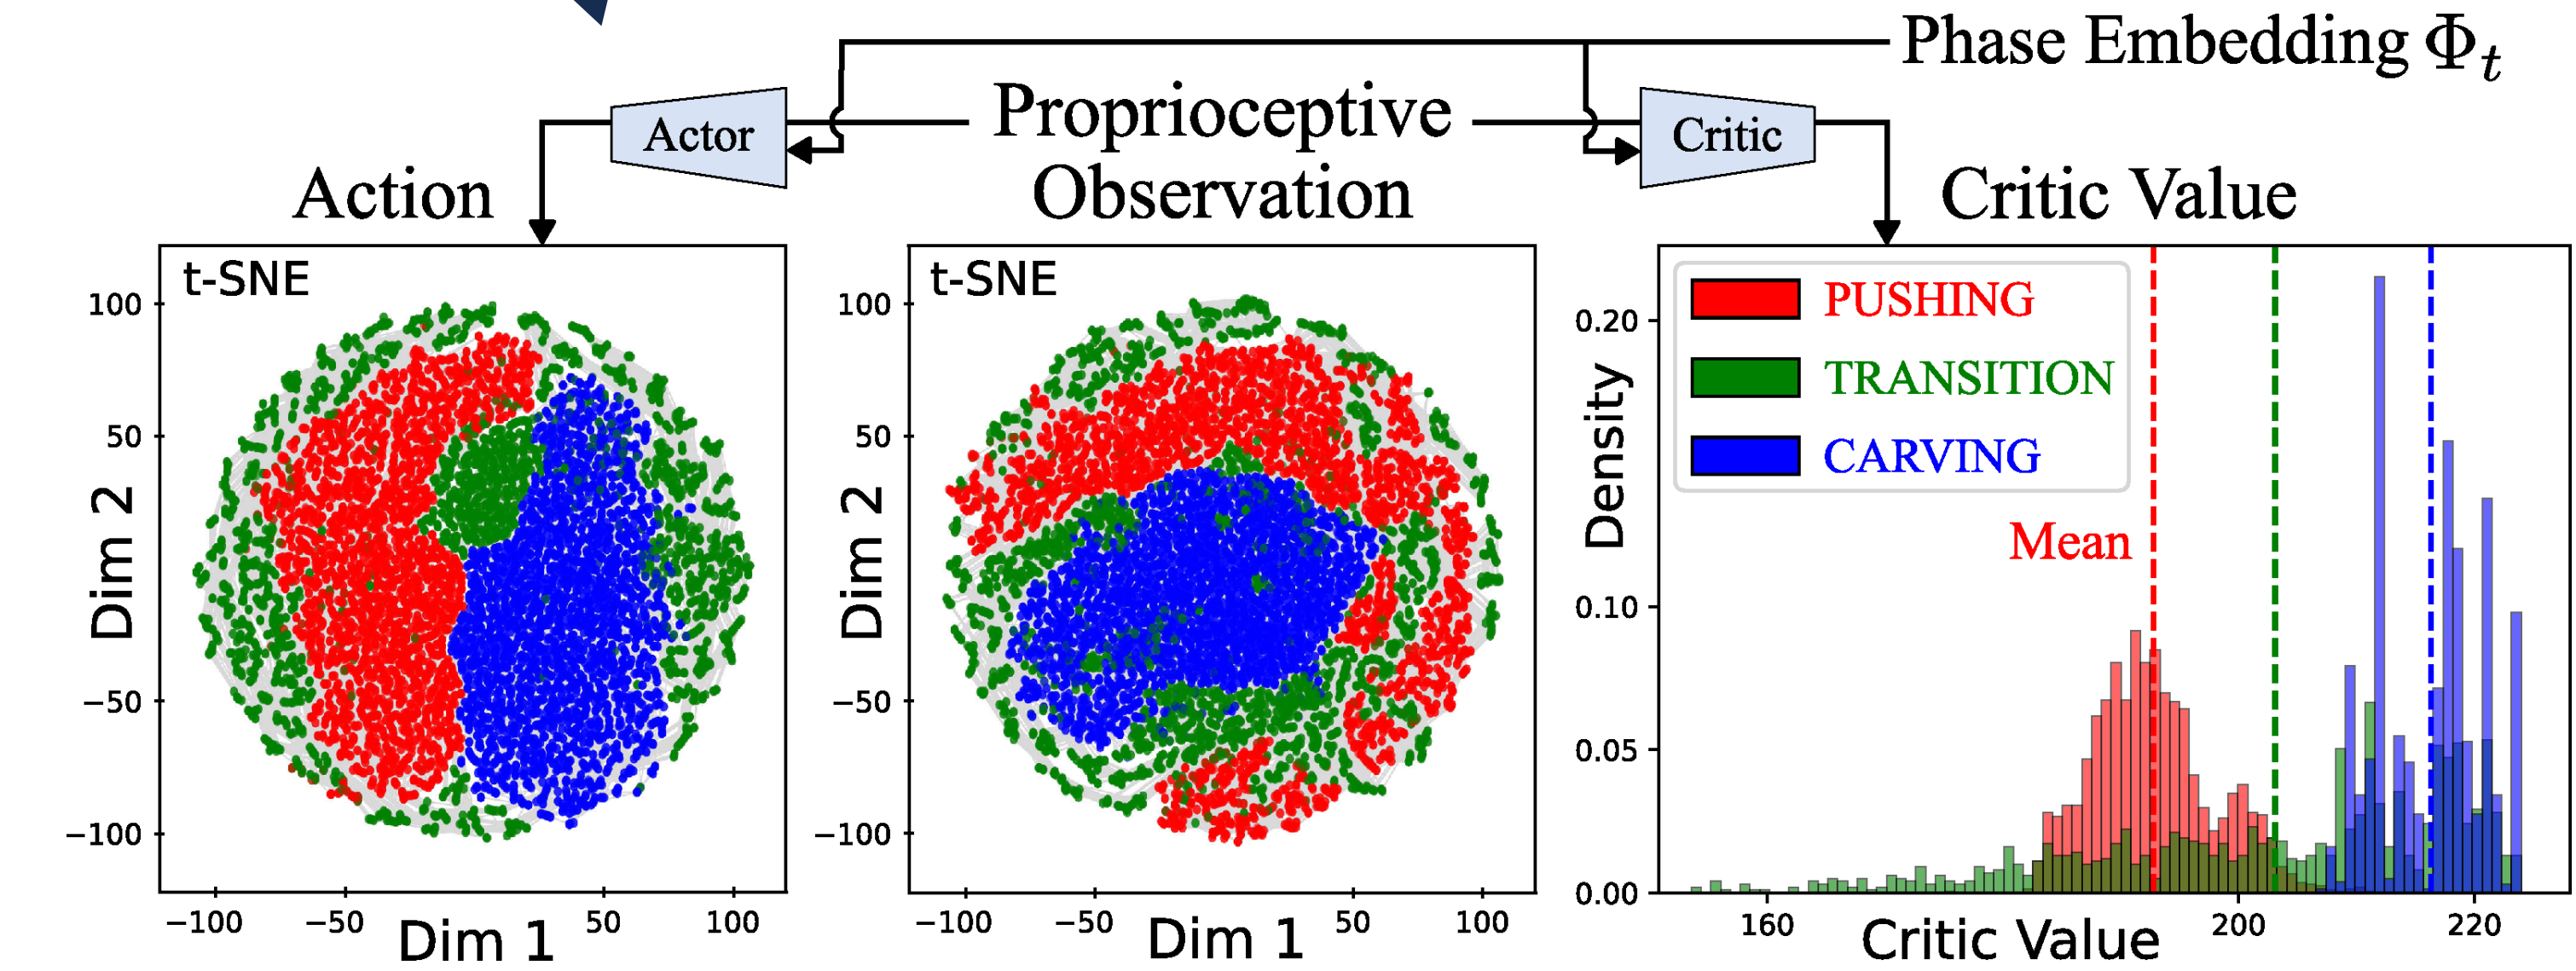 Phase Embedding Φt
Actor
Proprioceptive
Observation
Critic
Action
Critic Value
t-SNE
100
50
−50
−100
Dim 2
−100
−50
50
100
Dim 1
t-SNE
100
50
−50
−100
Dim 2
−100
−50
50
100
Dim 1
PUSHING
TRANSITION
CARVING
Mean
0.20
0.10
0.05
0.00
Density
160
200
220
Critic Value